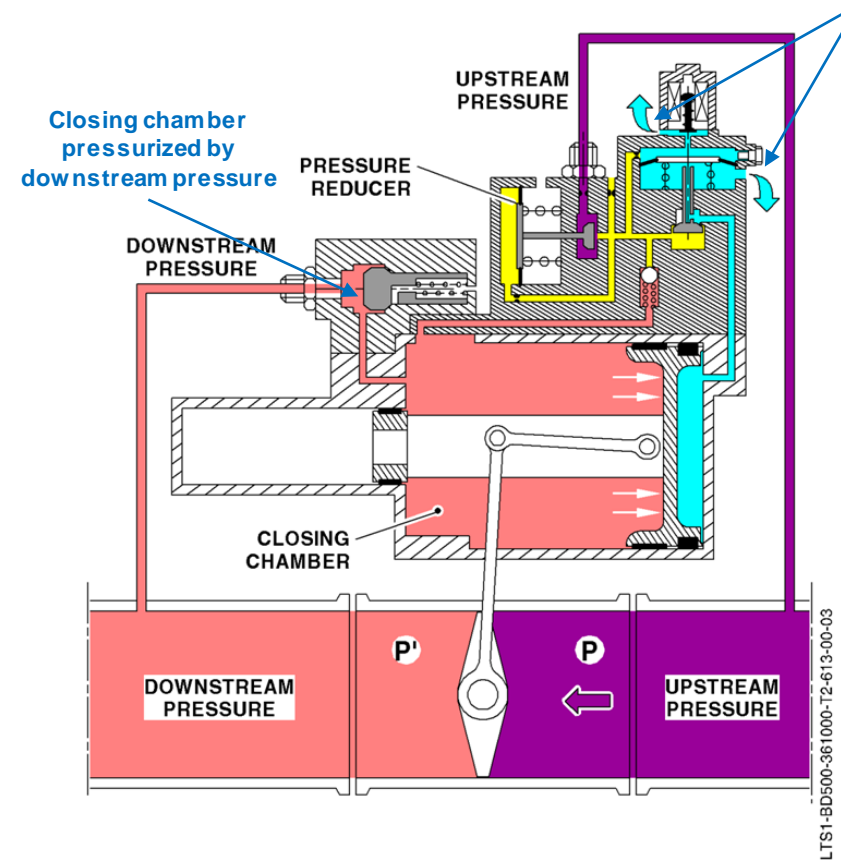 UPSTREAM
PRESSURE
Closing chamber
pressurized by
downstream pressure
PRESSURE
REDUCER
DOWNSTREAM
PRESSURE
CLOSING
CHAMBER
P'
P
DOWNSTREAM
PRESSURE
UPSTREAM
PRESSURE
LTS1-BD500-361000-T2-613-00-03